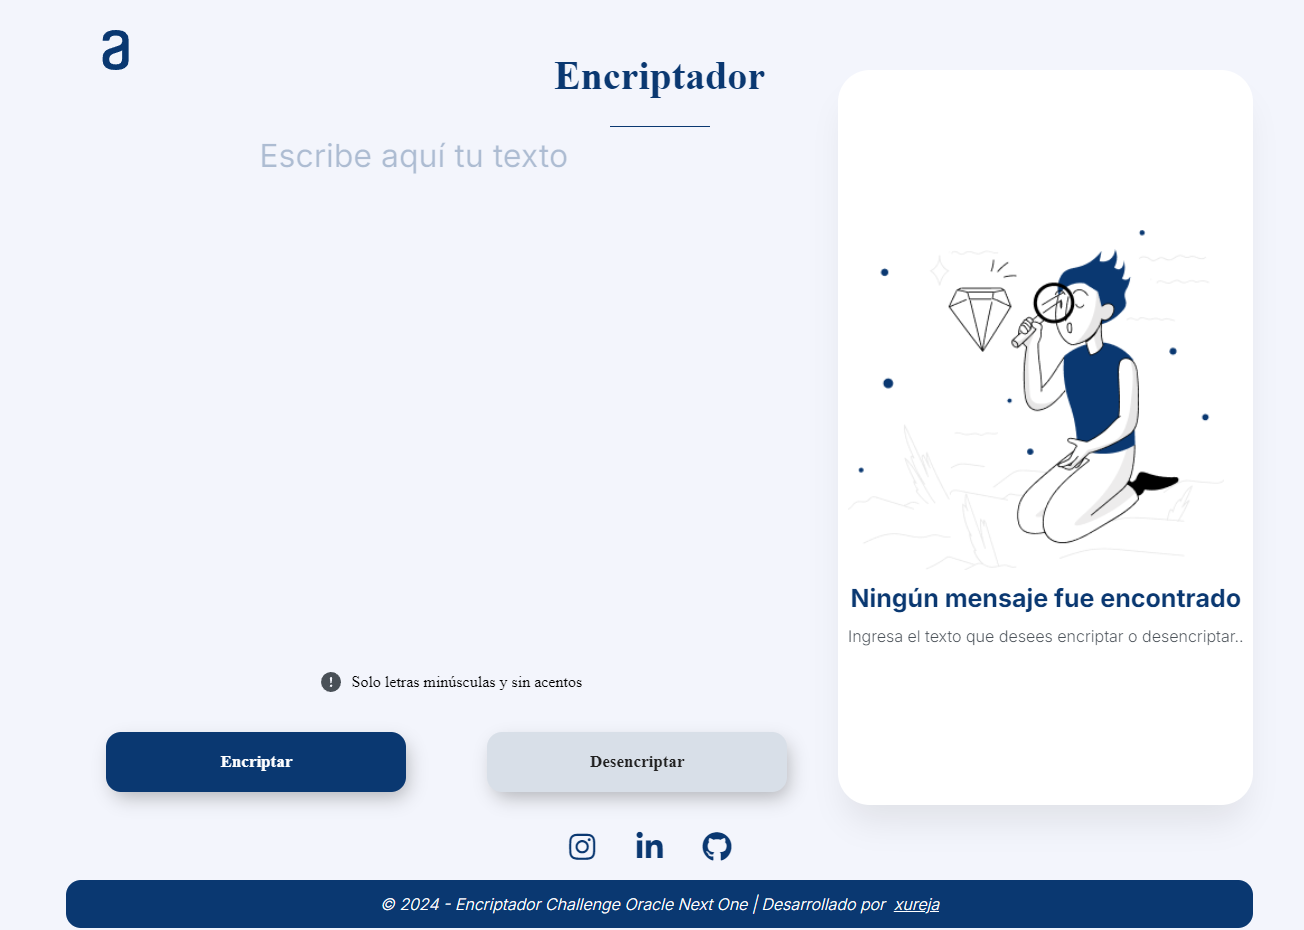 a
Encriptador
Escribe aquí tu texto
Solo letras minúsculas y sin acentos
Encriptar
Desencriptar
Ningún mensaje fue encontrado
Ingresa el texto que desees encriptar o desencriptar..
© 2024 - Encriptador Challenge Oracle Next One | Desarrollado por xureja